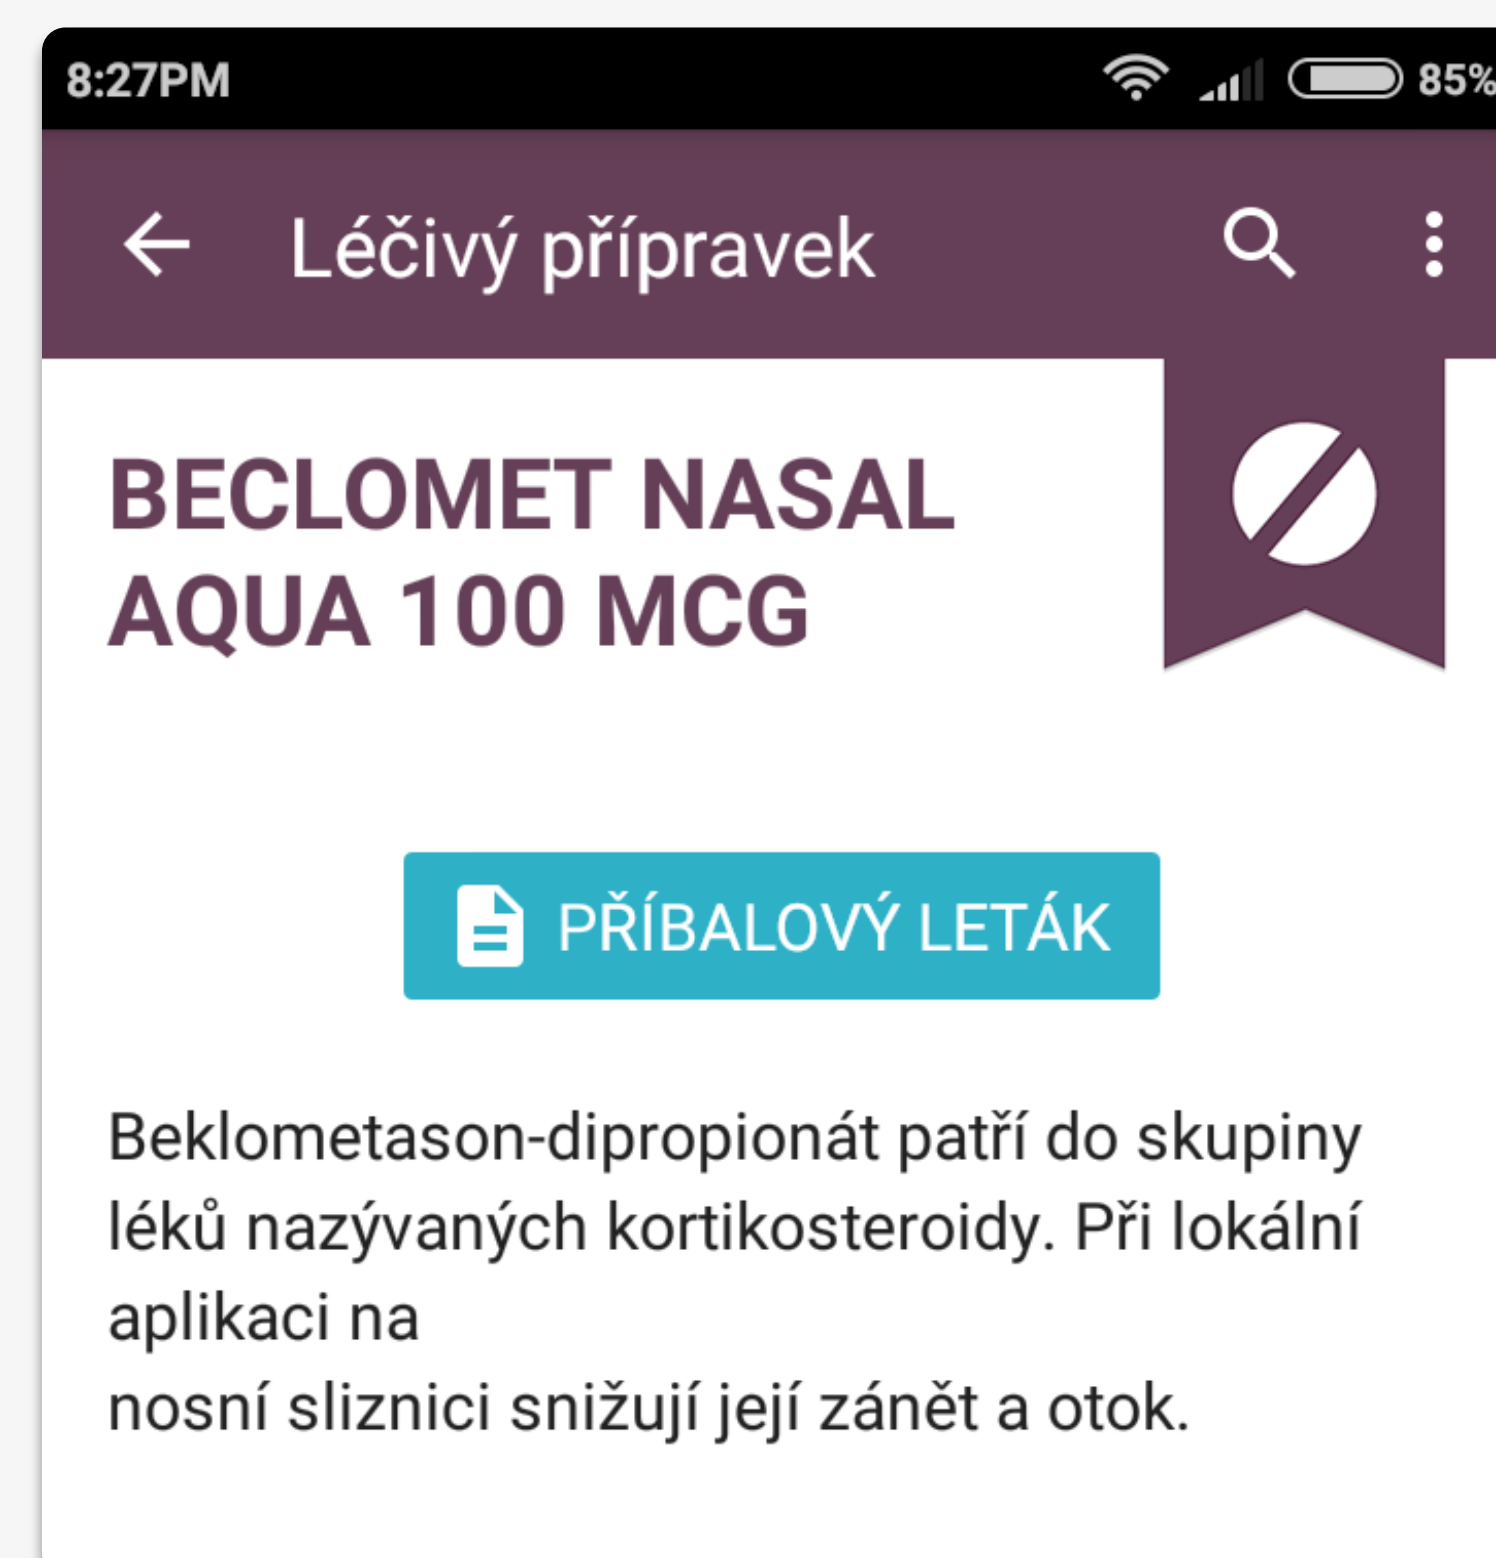 8:27PM 85%
Léčivý přípravek
BECLOMET NASAL
AQUA 100 MCG
PŘÍBALOVÝ LETÁK
Beklometason-dipropionát patří do skupiny
léků nazývaných kortikosteroidy. Při lokální
aplikaci na
nosní sliznici snižují její zánět a otok.